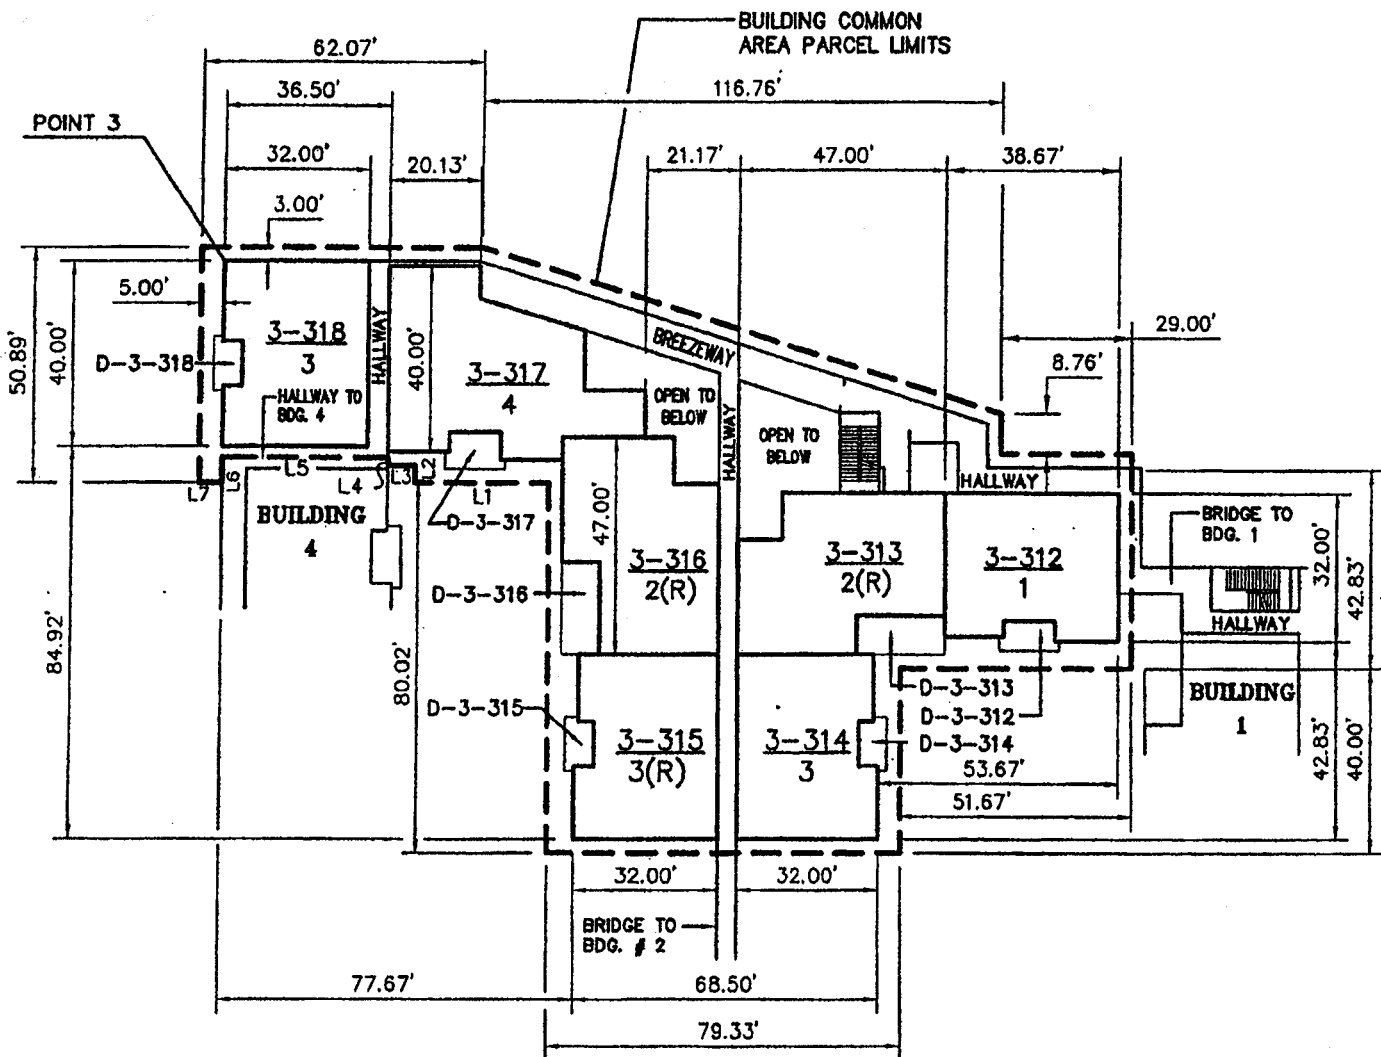 BUILDING COMMON
AREA PARCEL LIMITS
62.07'
36.50'
116.76'
POINT 3
32.00'
20.13'
21.17'
47.00'
38.67'
3.00'
5.00'
29.00'
8.76'
50.89'
40.00'
3-318
3
D-3-318
HALLWAY
40.00'
HALLWAY TO
BDG. 4
3-317
4
BREEZEWAY
OPEN TO
BELOW
HALLWAY
OPEN TO
BELOW
HALLWAY
L7
L6
L5
L4
L3
L2
L1
BUILDING
4
D-3-317
47.00'
3-316
2(R)
D-3-316
3-313
2(R)
3-312
1
BRIDGE TO
BDG. 1
HALLWAY
32.00'
42.83'
84.92'
80.02'
D-3-315
3-315
3(R)
3-314
3
D-3-313
D-3-312
D-3-314
BUILDING
1
53.67'
51.67'
42.83'
40.00'
32.00'
32.00'
BRIDGE TO
BDG. # 2
77.67'
68.50'
79.33'